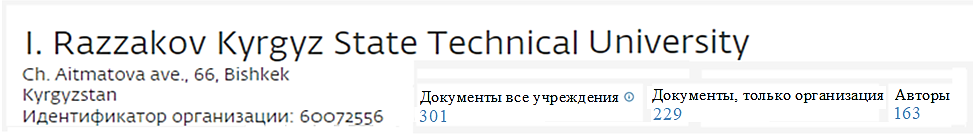 I. Razzakov Kyrgyz State Technical University
Ch. Aitmatova ave., 66, Bishkek
Kyrgyzstan
Идентификатор организации: 60072556
Документы все учреждения
301
Документы, только организация
229
Авторы
163